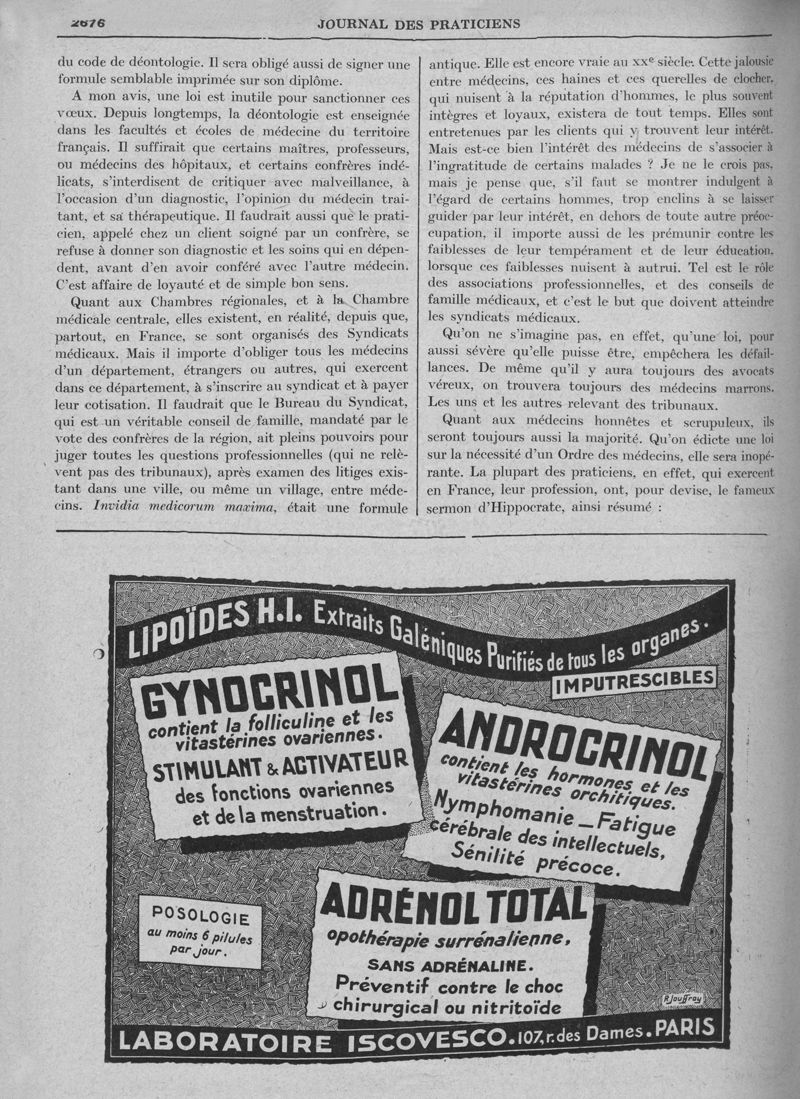 2676
JOURNAL DES PRATICIENS
du code de déontologie. Il sera obligé aussi de signer une
formule semblable imprimée sur son diplôme.
A mon avis, une loi est inutile pour sanctionner ces
vœux. Depuis longtemps, la déontologie est enseignée
dans les facultés et écoles de médecine du territoire
français. Il suffirait que certains maîtres, professeurs,
ou médecins des hôpitaux, et certains confrères indé-
licats, s'interdisent de critiquer avec malveillance, à
l'occasion d'un diagnostic, l'opinion du médecin trai-
tant, et sa thérapeutique. Il faudrait aussi que le prati-
cien, appelé chez un client soigné par un confrère, se
refuse à donner son diagnostic et les soins qui en dépen-
dent, avant d'en avoir conféré avec l'autre médecin.
C'est affaire de loyauté et de simple bon sens.
Quant aux Chambres régionales, et à la Chambre
médicale centrale, elles existent, en réalité, depuis que,
partout, en France, se sont organisés des Syndicats
médicaux. Mais il importe d'obliger tous les médecins
d'un département, étrangers ou autres, qui exercent
dans ce département, à s'inscrire au syndicat et à payer
leur cotisation. Il faudrait que le Bureau du Syndicat,
qui est un véritable conseil de famille, mandaté par le
vote des confrères de la région, ait pleins pouvoirs pour
juger toutes les questions professionnelles (qui ne relè-
vent pas des tribunaux), après examen des litiges exis-
tant dans une ville, ou même un village, entre méde-
cins. Invidia medicorum maxima, était une formule
antique. Elle est encore vraie au XXe siècle. Cette jalousie
entre médecins, ces haines et ces querelles de clocher,
qui nuisent à la réputation d'hommes, le plus souvent
intègres et loyaux, existera de tout temps. Elles sont
entretenues par les clients qui y trouvent leur intérêt.
Mais est-ce bien l'intérêt des médecins de s'associer à
l'ingratitude de certains malades ? Je ne le crois pas,
mais je pense que, s'il faut se montrer indulgent à
l'égard de certains hommes, trop enclins à se laisser
guider par leur intérêt, en dehors de toute autre préoc-
cupation, il importe aussi de les prémunir contre les
faiblesses de leur tempérament et de leur éducation,
lorsque ces faiblesses nuisent à autrui. Tel est le rôle
des associations professionnelles, et des conseils de
famille médicaux, et c'est le but que doivent atteindre
les syndicats médicaux.
Qu'on ne s'imagine pas, en effet, qu'une loi, pour
aussi sévère qu'elle puisse être, empêchera les défail-
lances. De même qu'il y aura toujours des avocats
véreux, on trouvera toujours des médecins marrons.
Les uns et les autres relevant des tribunaux.
Quant aux médecins honnêtes et scrupuleux, ils
seront toujours aussi la majorité. Qu'on édicte une loi
sur la nécessité d'un Ordre des médecins, elle sera inopé-
rante. La plupart des praticiens, en effet, qui exercent
en France, leur profession, ont, pour devise, le fameux
sermon d'Hippocrate, ainsi résumé :
LIPOÏDES H.I. Extraits Galéniques Purifiés de tous les organes.
IMPUTRESCIBLES
GYNOCRINOL
contient la folliculine et les
vitastérines ovariennes.
STIMULANT & ACTIVATEUR
des fonctions ovariennes
et de la menstruation.
ANDROCRINOL
contient les hormones et les
vitastérines orchitiques.
Nymphomanie _ Fatigue
cérébrale des intellectuels,
Sénilité précoce.
POSOLOGIE
au moins 6 pilules
par jour.
ADRÉNOL TOTAL
opothérapie surrénalienne,
SANS ADRÉNALINE.
Préventif contre le choc
chirurgical ou nitritoïde
R. Jouffroy
LABORATOIRE ISCOVESCO. 107, r. des Dames. PARIS